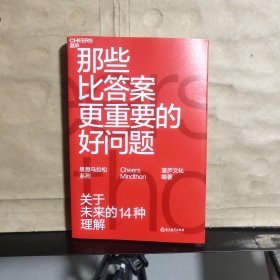 CHEERS
湛庐
那些
比答案
更重要的
好问题
思想马拉松
系列
Cheers
Mindthon
湛庐文化
编著
关于
未来的14种
理解